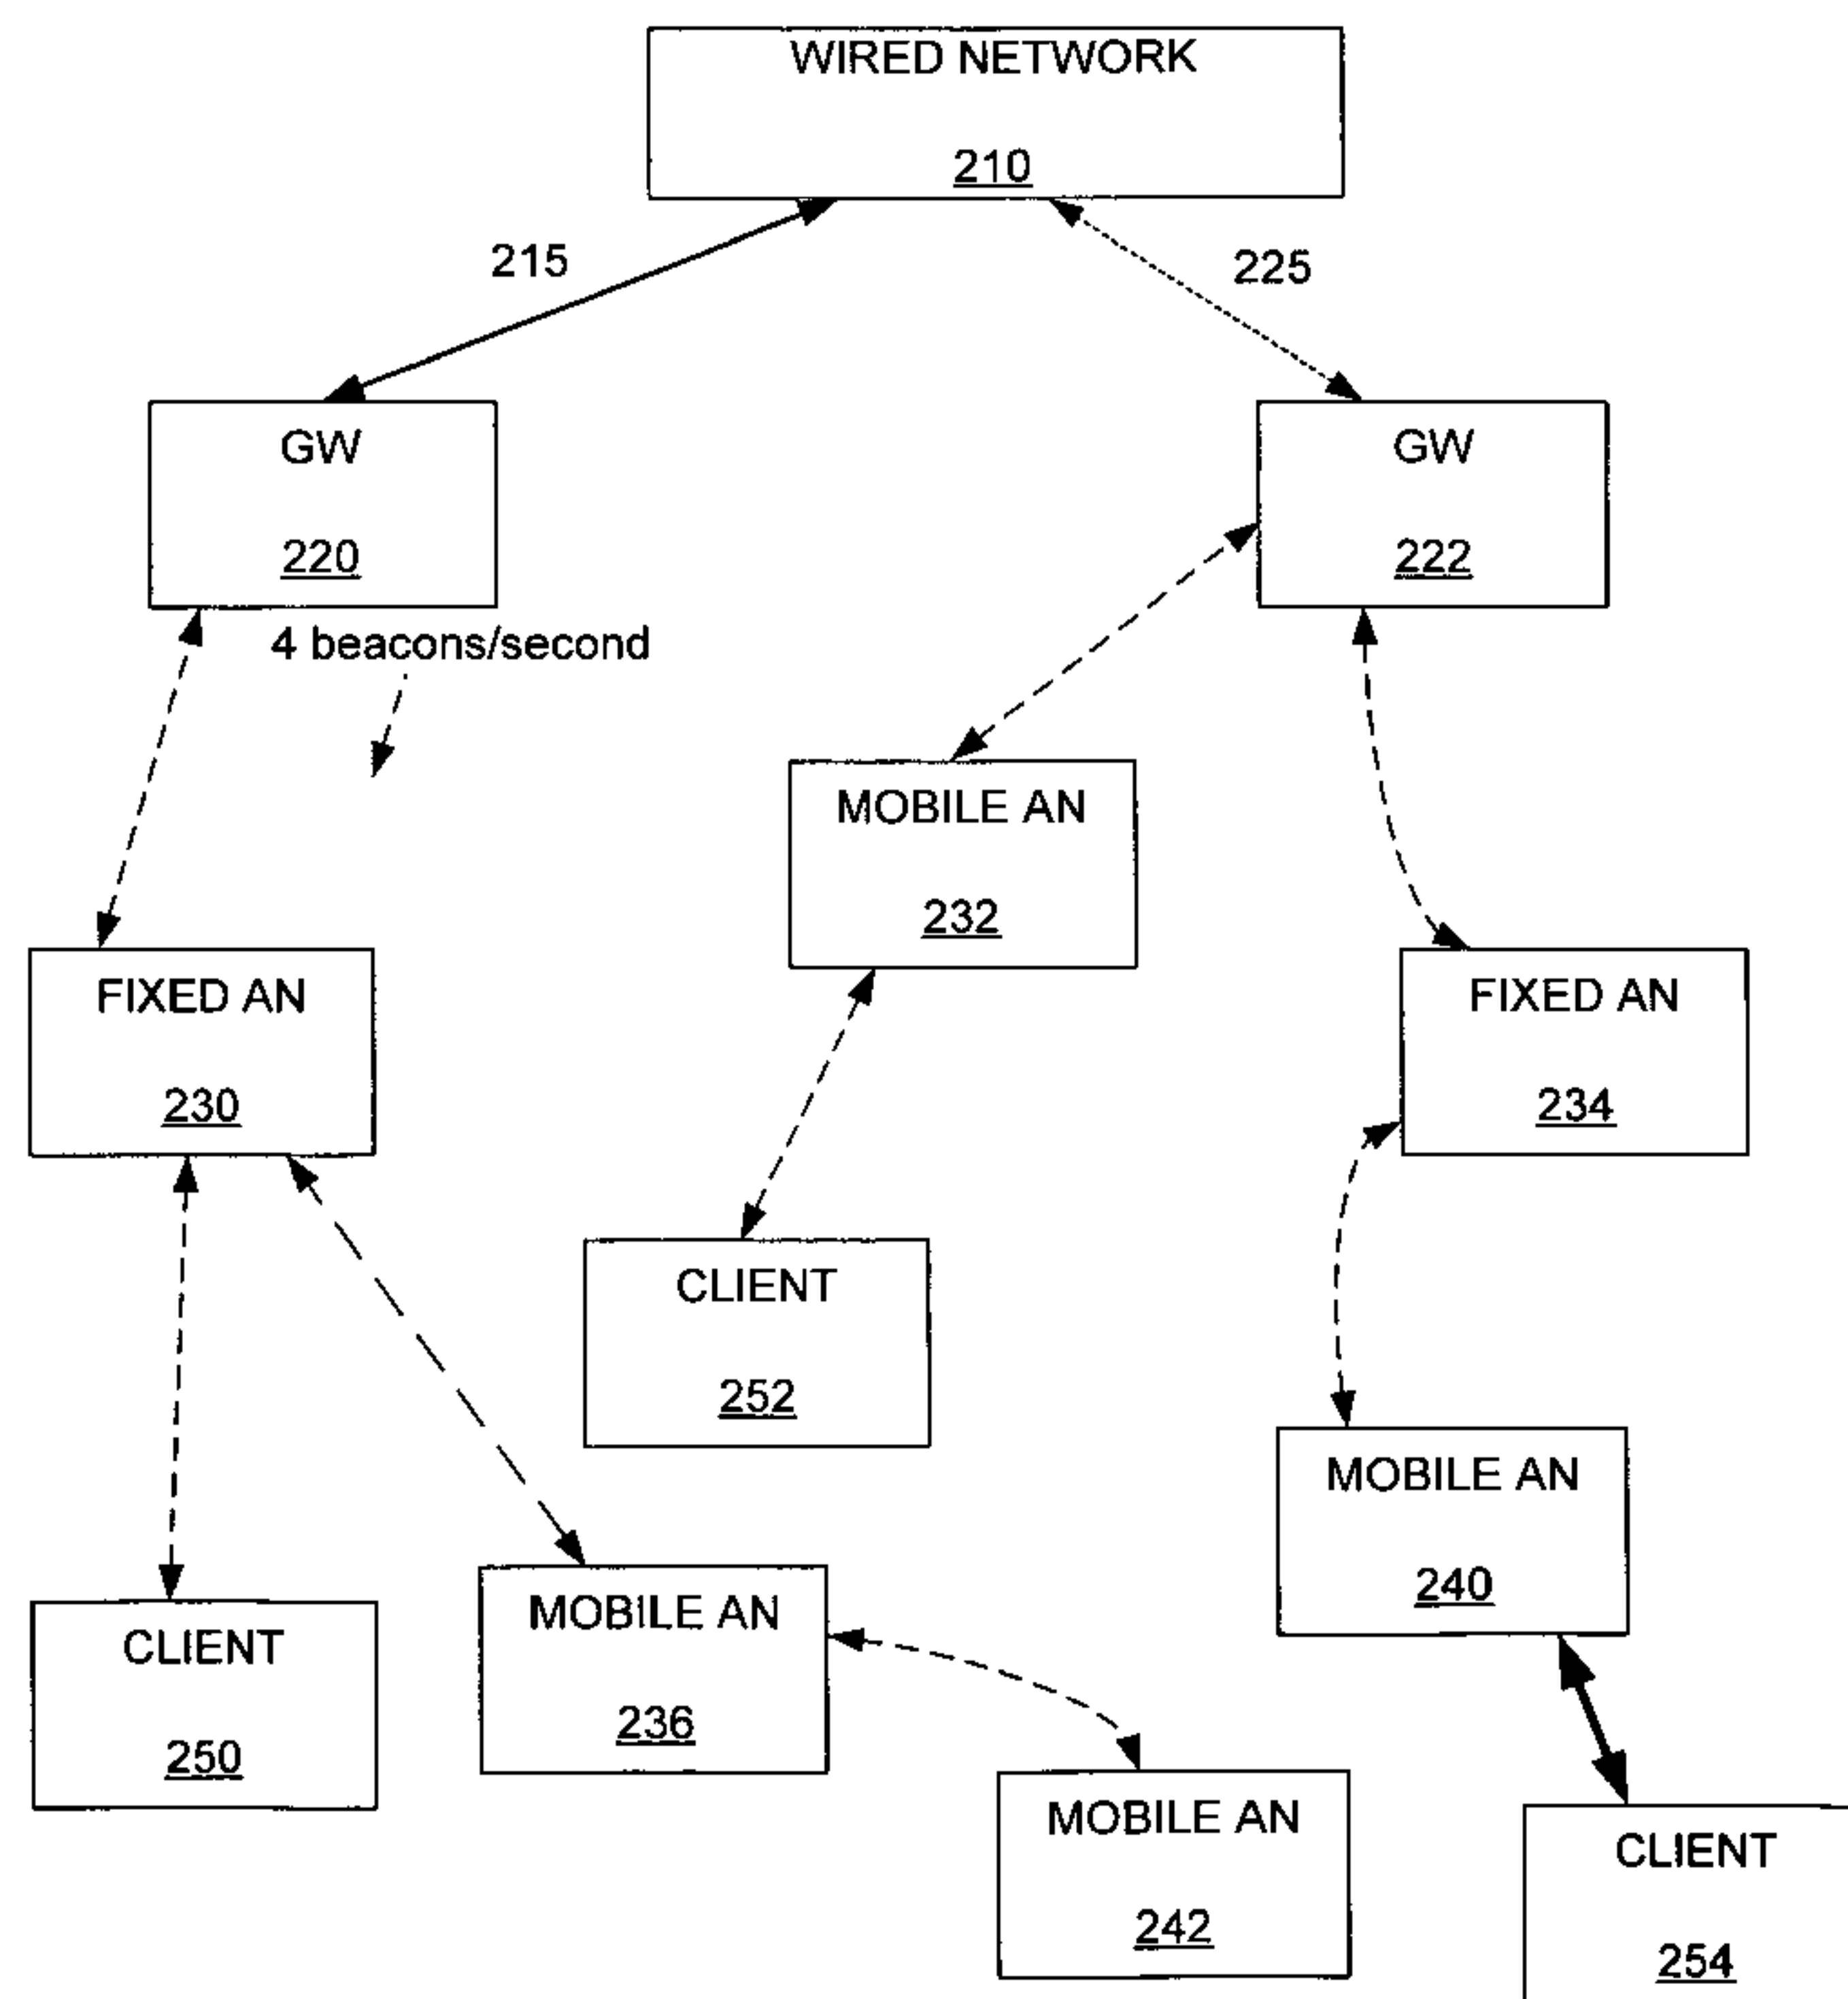 WIRED NETWORK
210
215
225
GW
220
GW
222
4 beacons/second
MOBILE AN
232
FIXED AN
230
FIXED AN
234
CLIENT
252
MOBILE AN
240
MOBILE AN
236
CLIENT
250
MOBILE AN
242
CLIENT
254